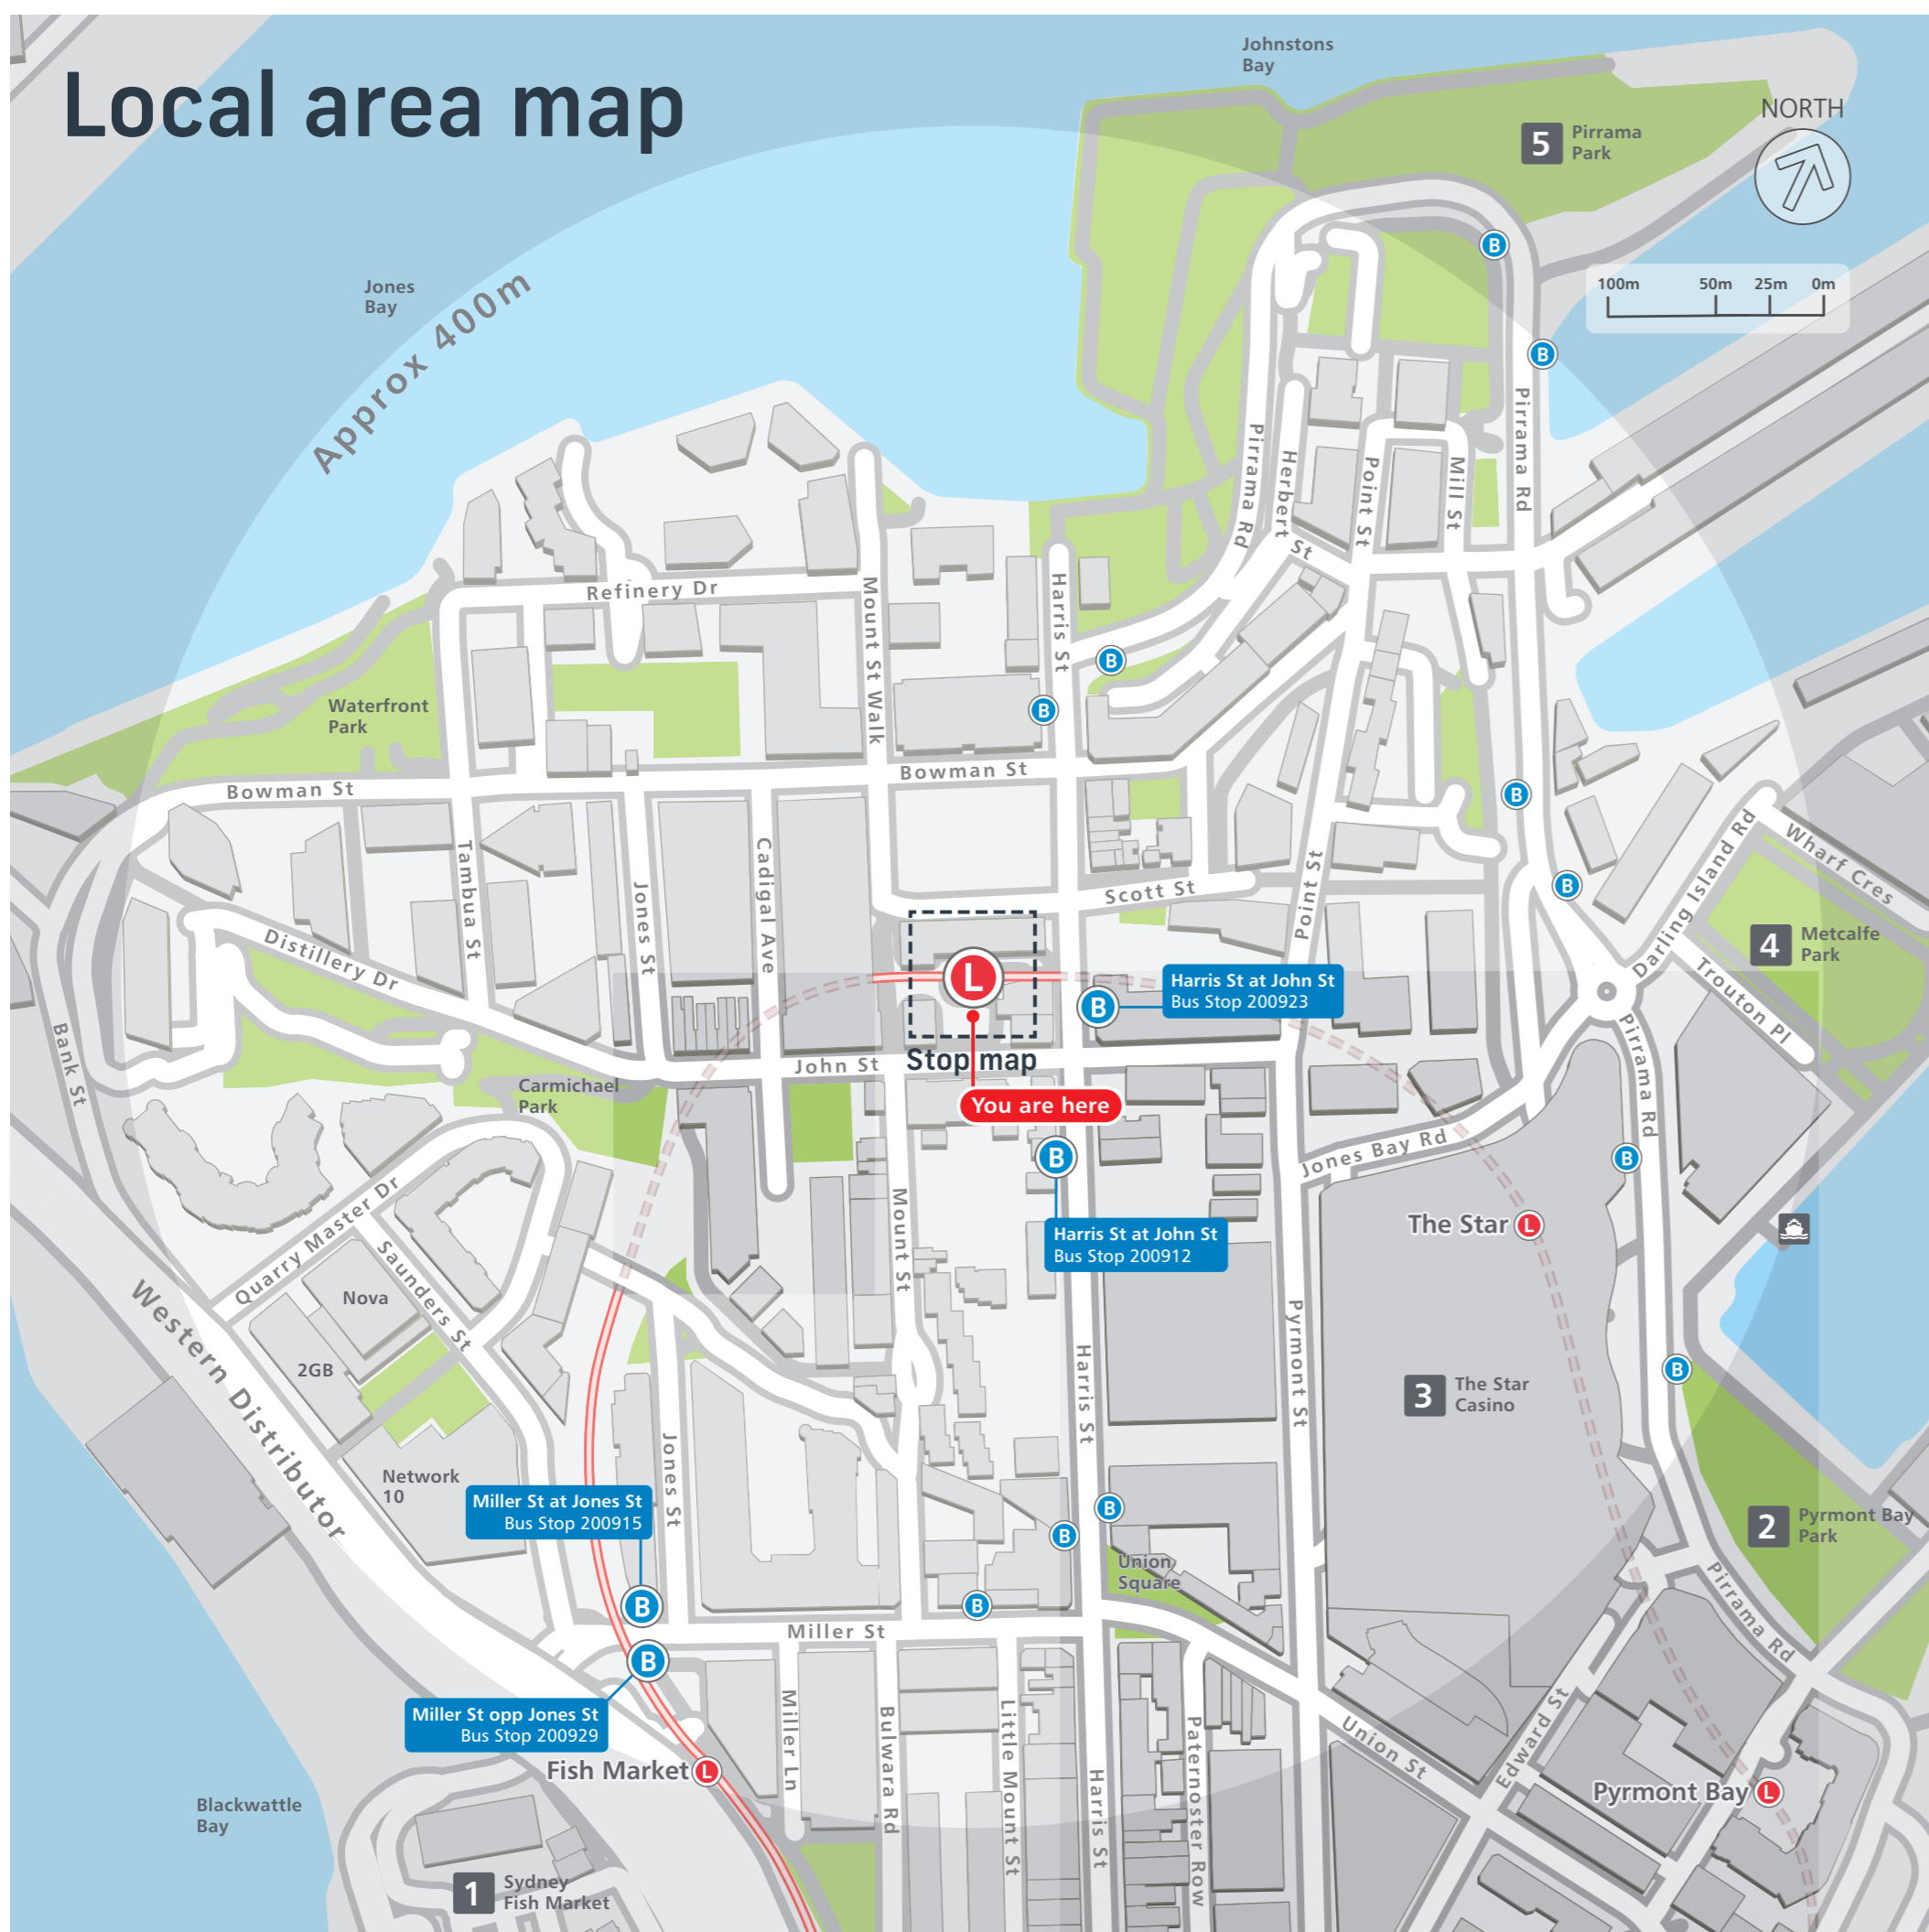 Local area map
Johnstons
Bay
NORTH
5
Pirrama
Park
100m 50m 25m 0m
Jones
Bay
Approx 400m
B
B
Pirrama Rd
Pirrama Rd
Herbert St
Point St
Mill St
Refinery Dr
Mount St Walk
Harris St
B
B
Waterfront
Park
Bowman St
Bowman St
B
Tambua St
Jones St
Cadigal Ave
Scott St
Point St
B
Darling Island Rd
Wharf Cres
4
Metcalfe
Park
Trouton Pl
Distillery Dr
L
B
Harris St at John St
Bus Stop 200923
Bank St
John St
Stop map
You are here
Carmichael
Park
Pirrama Rd
Jones Bay Rd
B
B
Harris St at John St
Bus Stop 200912
The Star
L
Quarry Master Dr
Saunders St
Mount St
Nova
2GB
Western Distributor
Harris St
Pyrmont St
3
The Star
Casino
B
Network
10
Jones St
Miller St at Jones St
Bus Stop 200915
B
B
B
B
Union
Square
2
Pyrmont Bay
Park
Miller St
B
Miller St opp Jones St
Bus Stop 200929
Pirrama Rd
Fish Market
L
Miller Ln
Bulwara Rd
Little Mount St
Harris St
Paternoster Row
Union St
Edward St
Pyrmont Bay
L
Blackwattle
Bay
1
Sydney
Fish Market